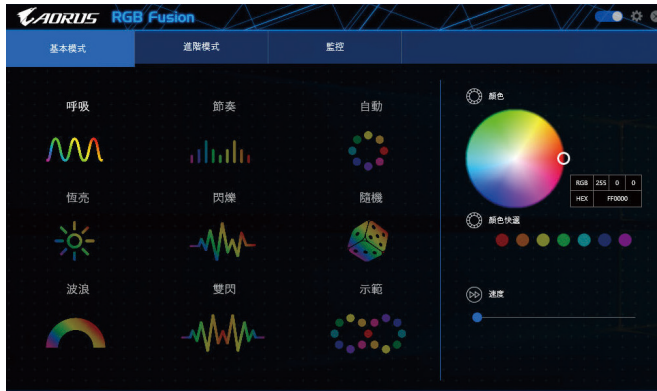 AORUS RGB Fusion
基本模式 進階模式 監控
呼吸 節奏 自動
恆亮 閃爍 隨機
波浪 雙閃 示範
顏色
RGB 255 0 0
HEX FF0000
顏色快選
速度